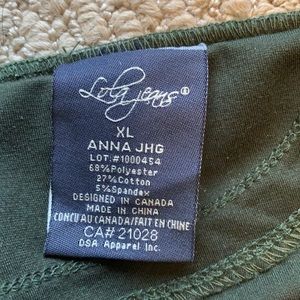 Lola jeans®
XL
ANNA JHG
LOT:#1000454
68%Polyester
27%Cotton
5%Spandex
DESIGNED IN CANADA
MADE IN CHINA
CONCU AU CANADA/FAIT EN CHINE
CA# 21028
DSA Apparel Inc.